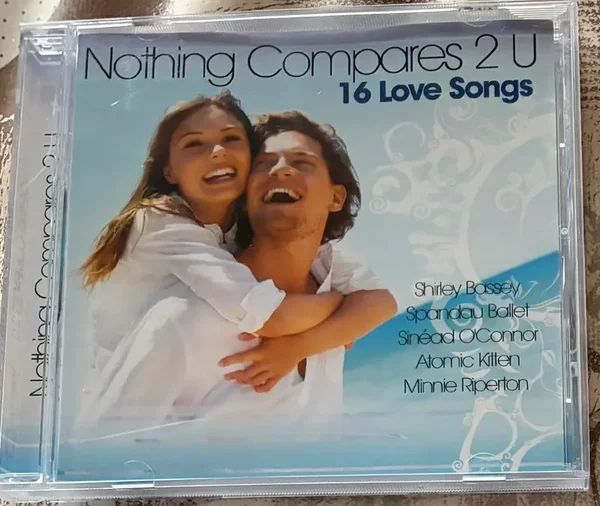 Nothing Compares 2 U
16 Love Songs
Shirley Bassey
Spandau Ballet
Sinéad O'Connor
Atomic Kitten
Minnie Riperton
Nothing Compares 2 U